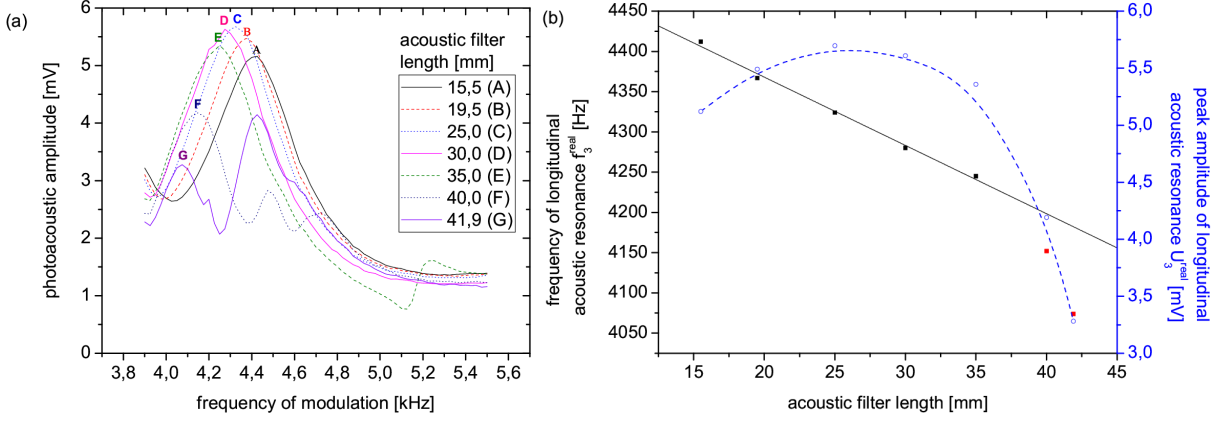 (a)
photoacoustic amplitude [mV]
6
5
4
3
2
1
0
D
C
E
B
A
F
G
acoustic filter
length [mm]
15,5 (A)
19,5 (B)
25,0 (C)
30,0 (D)
35,0 (E)
40,0 (F)
41,9 (G)
3,8 4,0 4,2 4,4 4,6 4,8 5,0 5,2 5,4 5,6
frequency of modulation [kHz]
(b)
frequency of longitudinal
acoustic resonance f₃ʳᵉᵃˡ [Hz]
4450
4400
4350
4300
4250
4200
4150
4100
4050
15 20 25 30 35 40 45
acoustic filter length [mm]
6,0
5,5
5,0
4,5
4,0
3,5
3,0
peak amplitude of longitudinal
acoustic resonance U₃ʳᵉᵃˡ [mV]